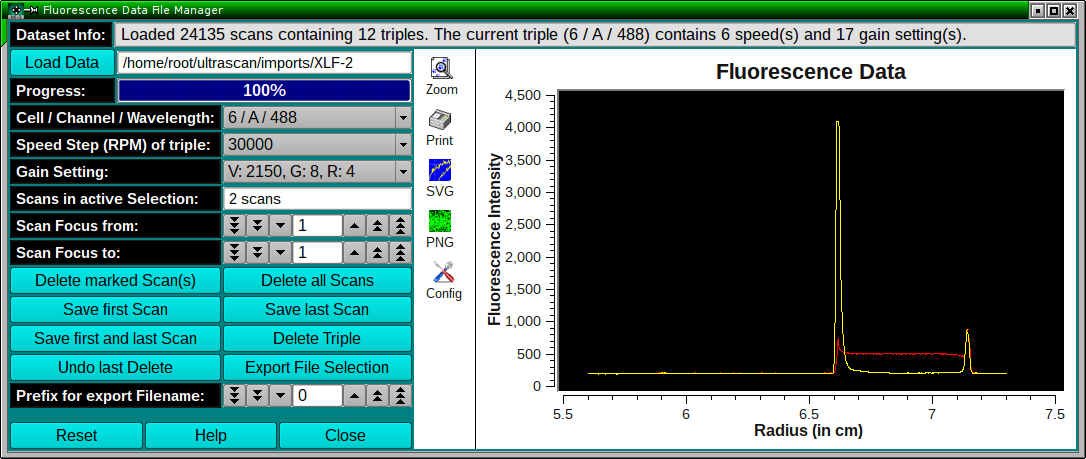 Fluorescence Data File Manager
Dataset Info: Loaded 24135 scans containing 12 triples. The current triple (6 / A / 488) contains 6 speed(s) and 17 gain setting(s).
Load Data /home/root/ultrascan/imports/XLF-2
Progress: 100%
Cell / Channel / Wavelength: 6 / A / 488
Speed Step (RPM) of triple: 30000
Gain Setting: V: 2150, G: 8, R: 4
Scans in active Selection: 2 scans
Scan Focus from: 1
Scan Focus to: 1
Delete marked Scan(s) Delete all Scans
Save first Scan Save last Scan
Save first and last Scan Delete Triple
Undo last Delete Export File Selection
Prefix for export Filename: 0
Reset Help Close
Zoom
Print
SVG
PNG
Config
Fluorescence Data
Fluorescence Intensity
4,500
4,000
3,500
3,000
2,500
2,000
1,500
1,000
500
0
5.5 6 6.5 7 7.5
Radius (in cm)